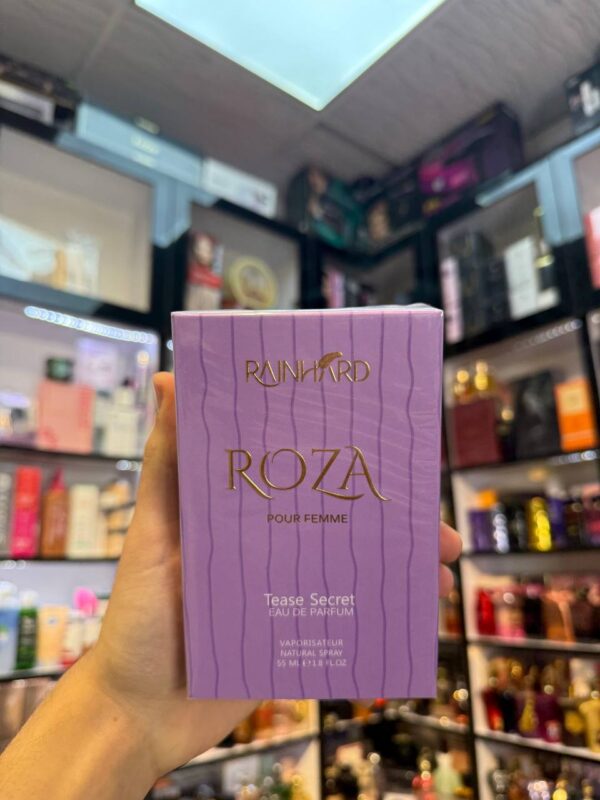 RAINHARD
ROZA
POUR FEMME
Tease Secret
EAU DE PARFUM
VAPORISATEUR
NATURAL SPRAY
55 ML e 1.8 FL.OZ